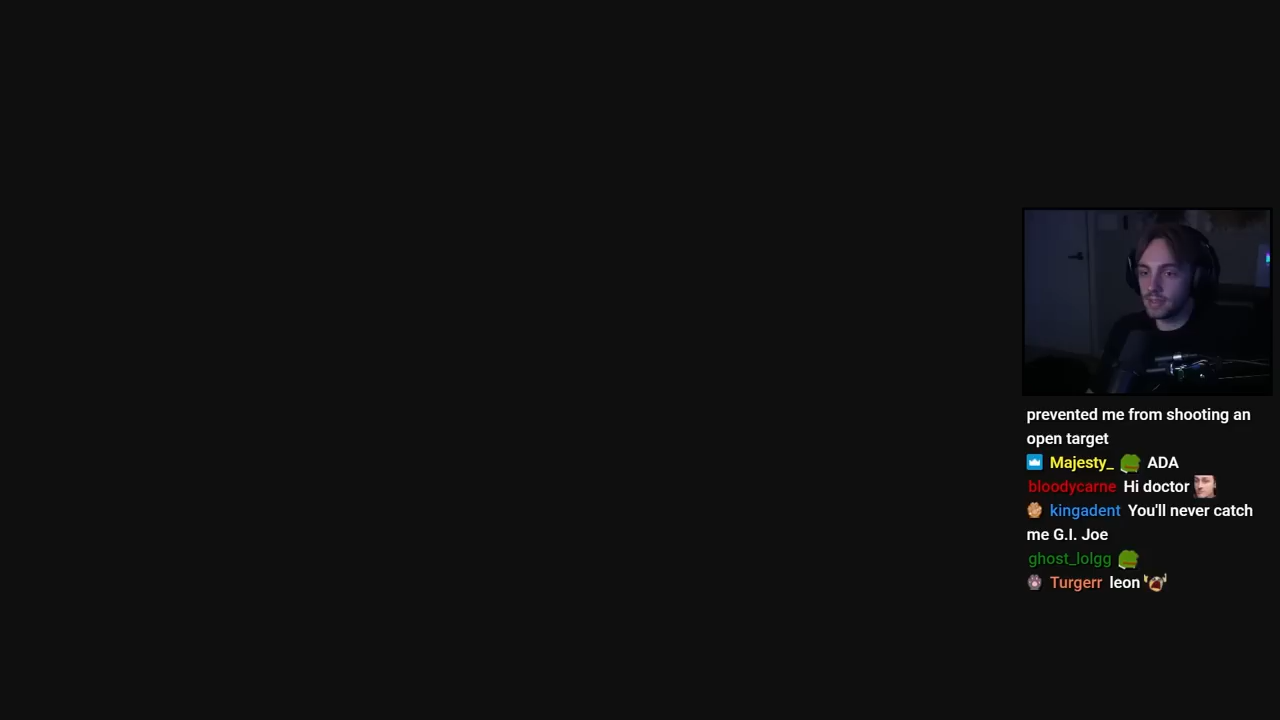 prevented me from shooting an
open target
Majesty_ ADA
bloodycarne Hi doctor
kingadent You'll never catch
me G.I. Joe
ghost_lolgg
Turgerr leon